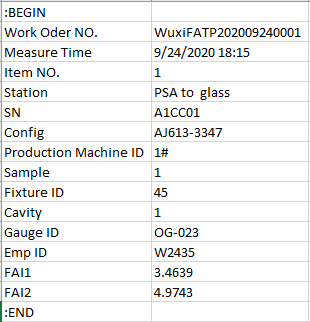 :BEGIN
Work Oder NO. WuxiFATP202009240001
Measure Time 9/24/2020 18:15
Item NO. 1
Station PSA to glass
SN A1CC01
Config AJ613-3347
Production Machine ID 1#
Sample 1
Fixture ID 45
Cavity 1
Gauge ID OG-023
Emp ID W2435
FAI1 3.4639
FAI2 4.9743
:END